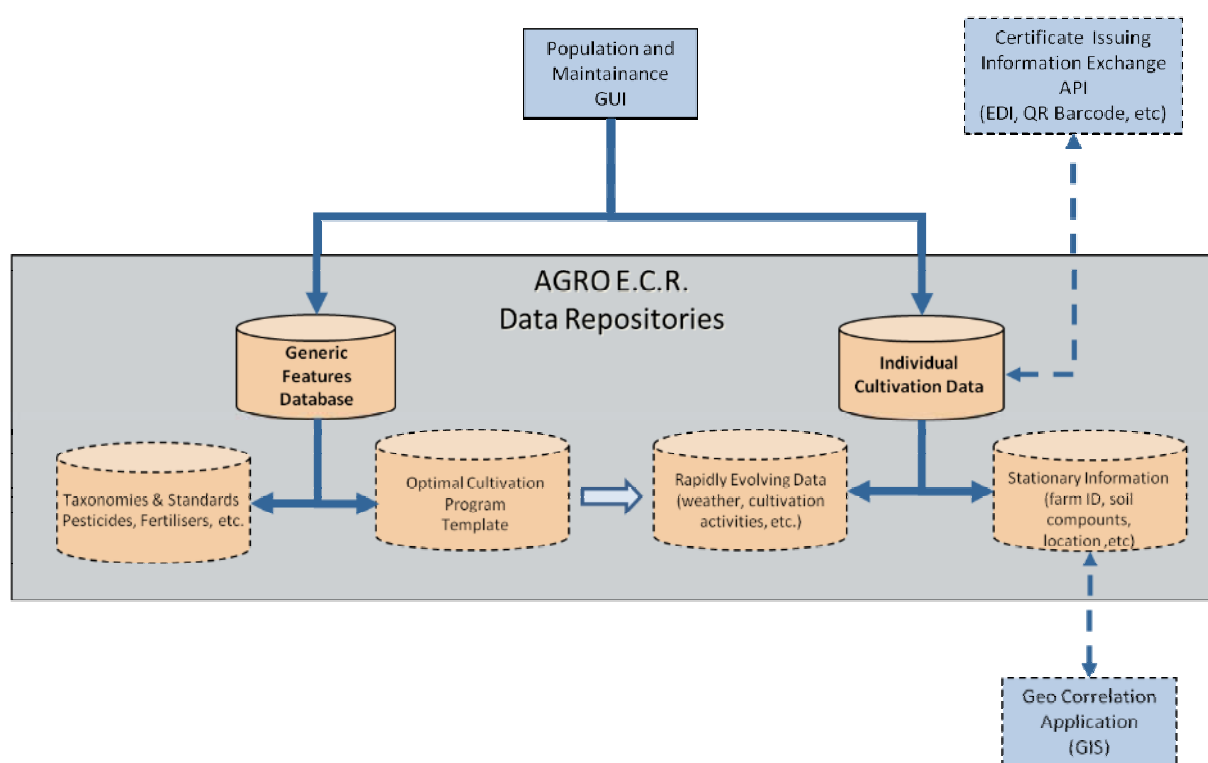 Population and
Maintainance
GUI
Certificate Issuing
Information Exchange
API
(EDI, QR Barcode, etc)
AGRO E.C.R.
Data Repositories
Generic
Features
Database
Individual
Cultivation Data
Taxonomies & Standards
Pesticides, Fertilisers, etc.
Optimal Cultivation
Program
Template
Rapidly Evolving Data
(weather, cultivation
activities, etc.)
Stationary Information
(farm ID, soil
compounts,
location ,etc)
Geo Correlation
Application
(GIS)